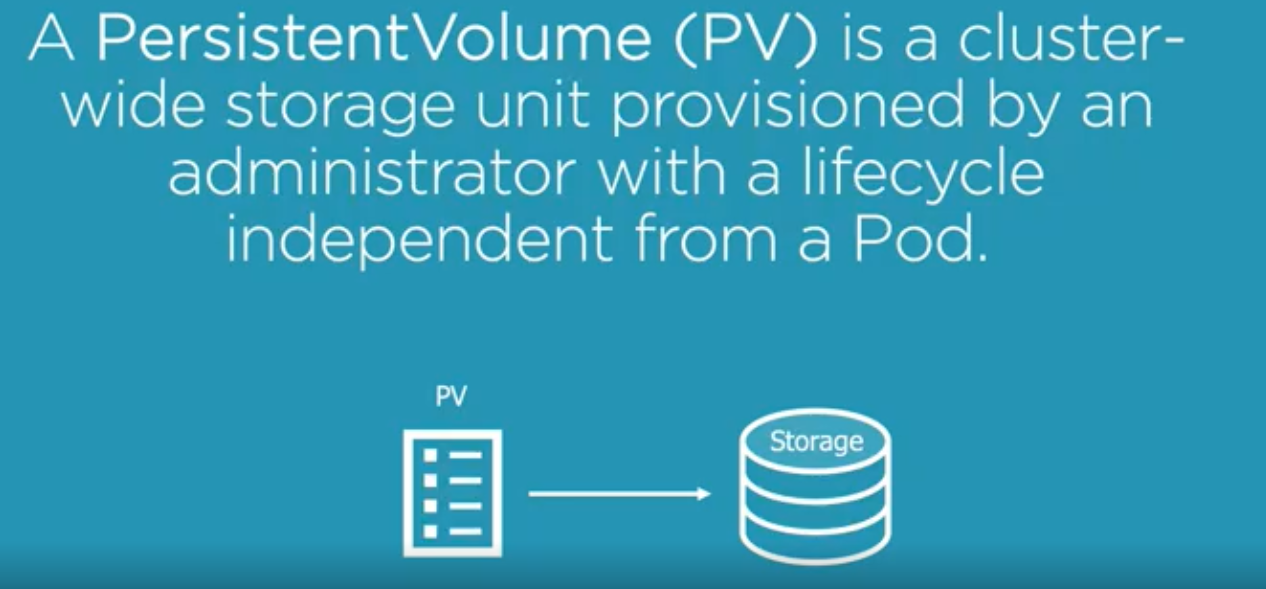 A PersistentVolume (PV) is a cluster-
wide storage unit provisioned by an
administrator with a lifecycle
independent from a Pod.
PV
Storage